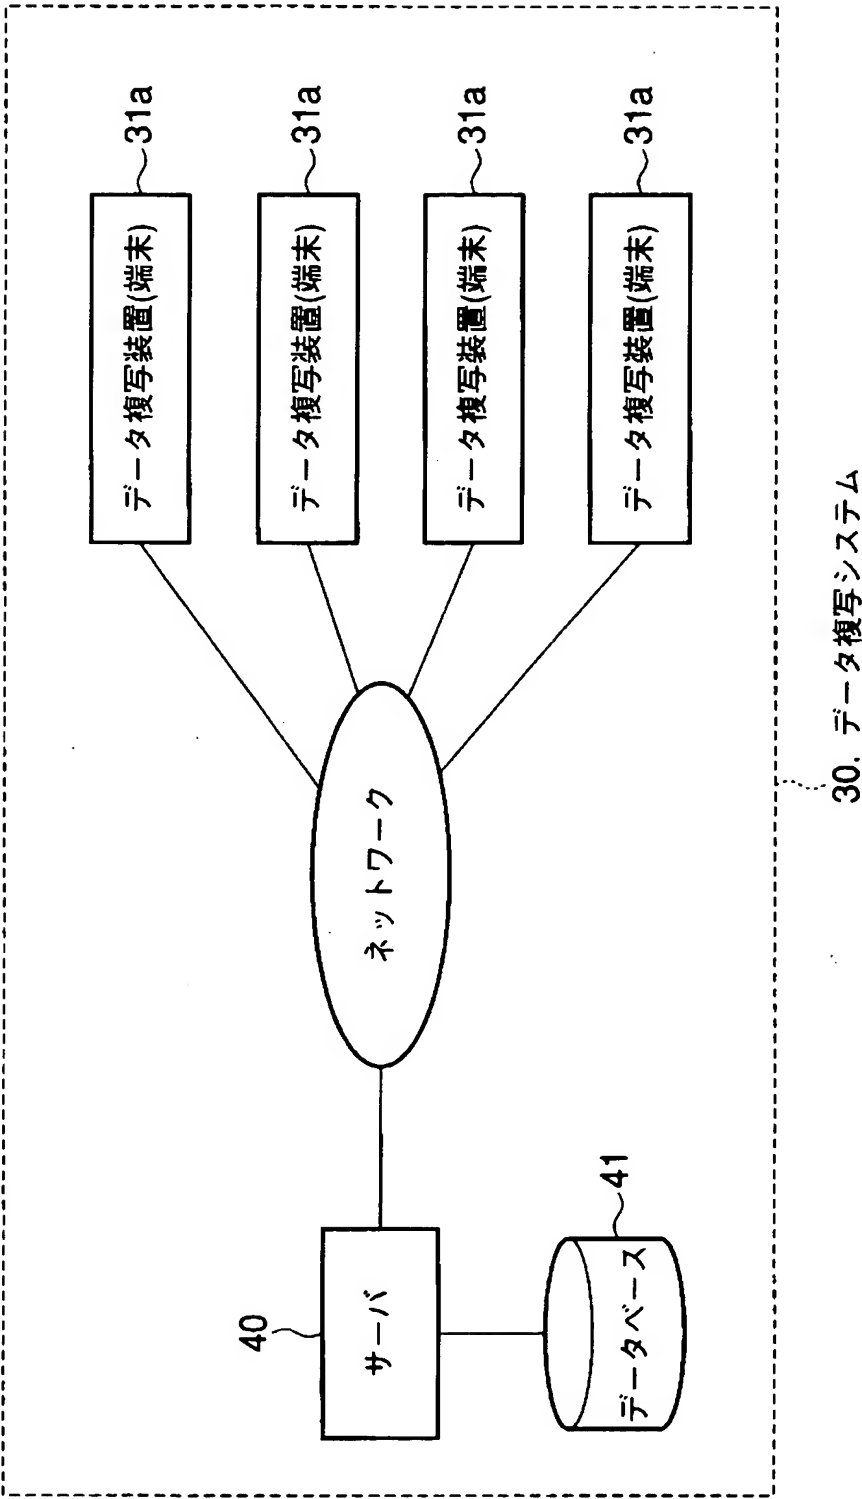 40
サーバ
41
データベース
ネットワーク
31a
データ複写装置(端末)
31a
データ複写装置(端末)
31a
データ複写装置(端末)
31a
データ複写装置(端末)
30. データ複写システム